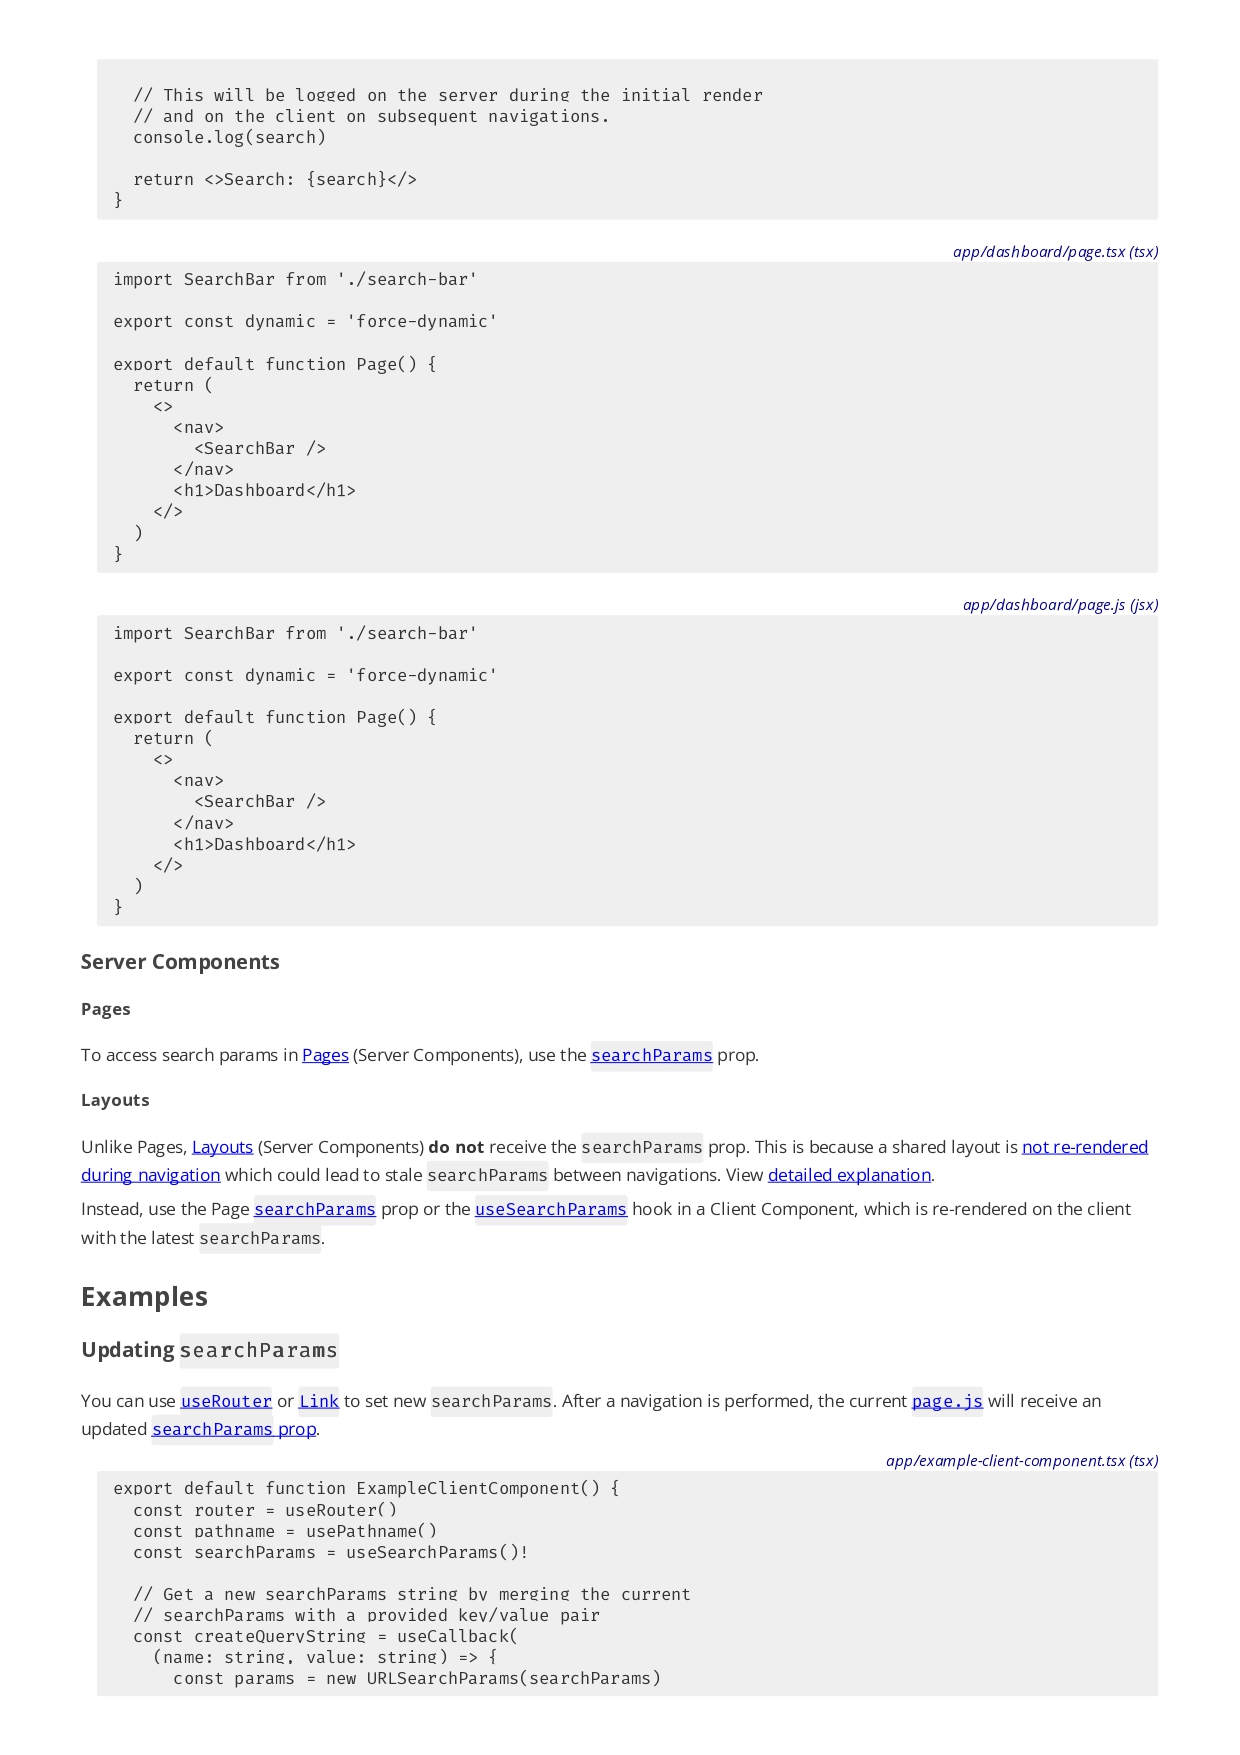 // This will be logged on the server during the initial render
  // and on the client on subsequent navigations.
  console.log(search)

  return <>Search: {search}</>
}
app/dashboard/page.tsx (tsx)
import SearchBar from './search-bar'

export const dynamic = 'force-dynamic'

export default function Page() {
  return (
    <>
      <nav>
        <SearchBar />
      </nav>
      <h1>Dashboard</h1>
    </>
  )
}
app/dashboard/page.js (jsx)
import SearchBar from './search-bar'

export const dynamic = 'force-dynamic'

export default function Page() {
  return (
    <>
      <nav>
        <SearchBar />
      </nav>
      <h1>Dashboard</h1>
    </>
  )
}
Server Components
Pages
To access search params in Pages (Server Components), use the searchParams prop.
Layouts
Unlike Pages, Layouts (Server Components) do not receive the searchParams prop. This is because a shared layout is not re-rendered
during navigation which could lead to stale searchParams between navigations. View detailed explanation.
Instead, use the Page searchParams prop or the useSearchParams hook in a Client Component, which is re-rendered on the client
with the latest searchParams.
Examples
Updating searchParams
You can use useRouter or Link to set new searchParams. After a navigation is performed, the current page.js will receive an
updated searchParams prop.
app/example-client-component.tsx (tsx)
export default function ExampleClientComponent() {
  const router = useRouter()
  const pathname = usePathname()
  const searchParams = useSearchParams()!

  // Get a new searchParams string by merging the current
  // searchParams with a provided key/value pair
  const createQueryString = useCallback(
    (name: string, value: string) => {
      const params = new URLSearchParams(searchParams)